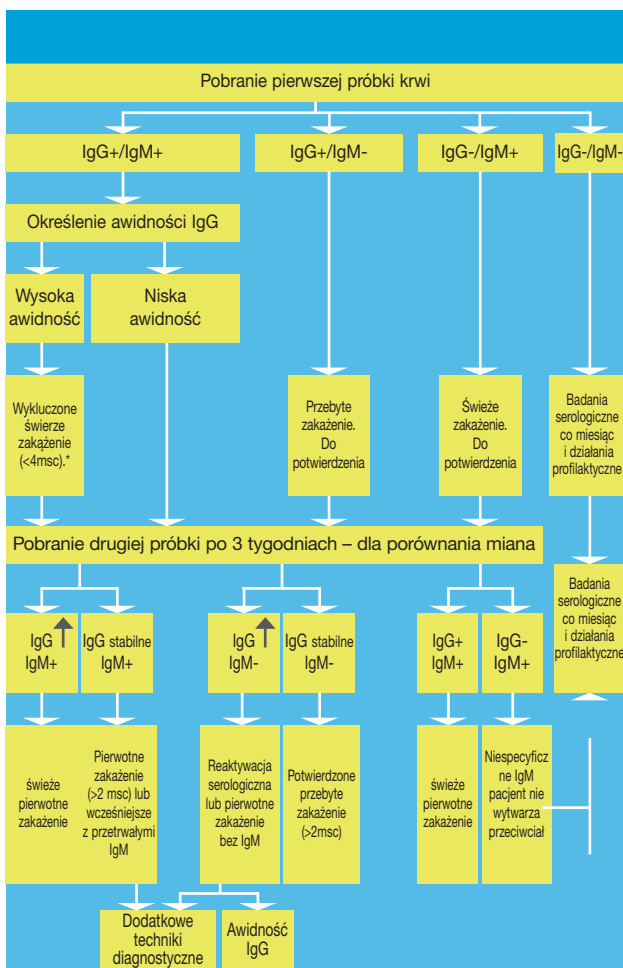 Pobranie pierwszej próbki krwi
IgG+/IgM+
IgG+/IgM-
IgG-/IgM+
IgG-/IgM-
Określenie awidności IgG
Wysoka
awidność
Niska
awidność
Wykluczone
świerze
zakążenie
(<4msc).*
Przebyte
zakażenie.
Do
potwierdzenia
Świeże
zakażenie.
Do
potwierdzenia
Badania
serologiczne
co miesiąc
i działania
profilaktyczne
Pobranie drugiej próbki po 3 tygodniach – dla porównania miana
IgG
IgM+
IgG stabilne
IgM+
IgG
IgM-
IgG stabilne
IgM-
IgG+
IgM+
IgG-
IgM+
Badania
serologiczne
co miesiąc
i działania
profilaktyczne
świeże
pierwotne
zakażenie
Pierwotne
zakażenie
(>2 msc) lub
wcześniejsze
z przetrwałymi
IgM
Reaktywacja
serologiczna
lub pierwotne
zakażenie
bez IgM
Potwierdzone
przebyte
zakażenie
(>2msc)
świeże
pierwotne
zakażenie
Niespecyficz
ne IgM
pacjent nie
wytwarza
przeciwciał
Dodatkowe
techniki
diagnostyczne
Awidność
IgG